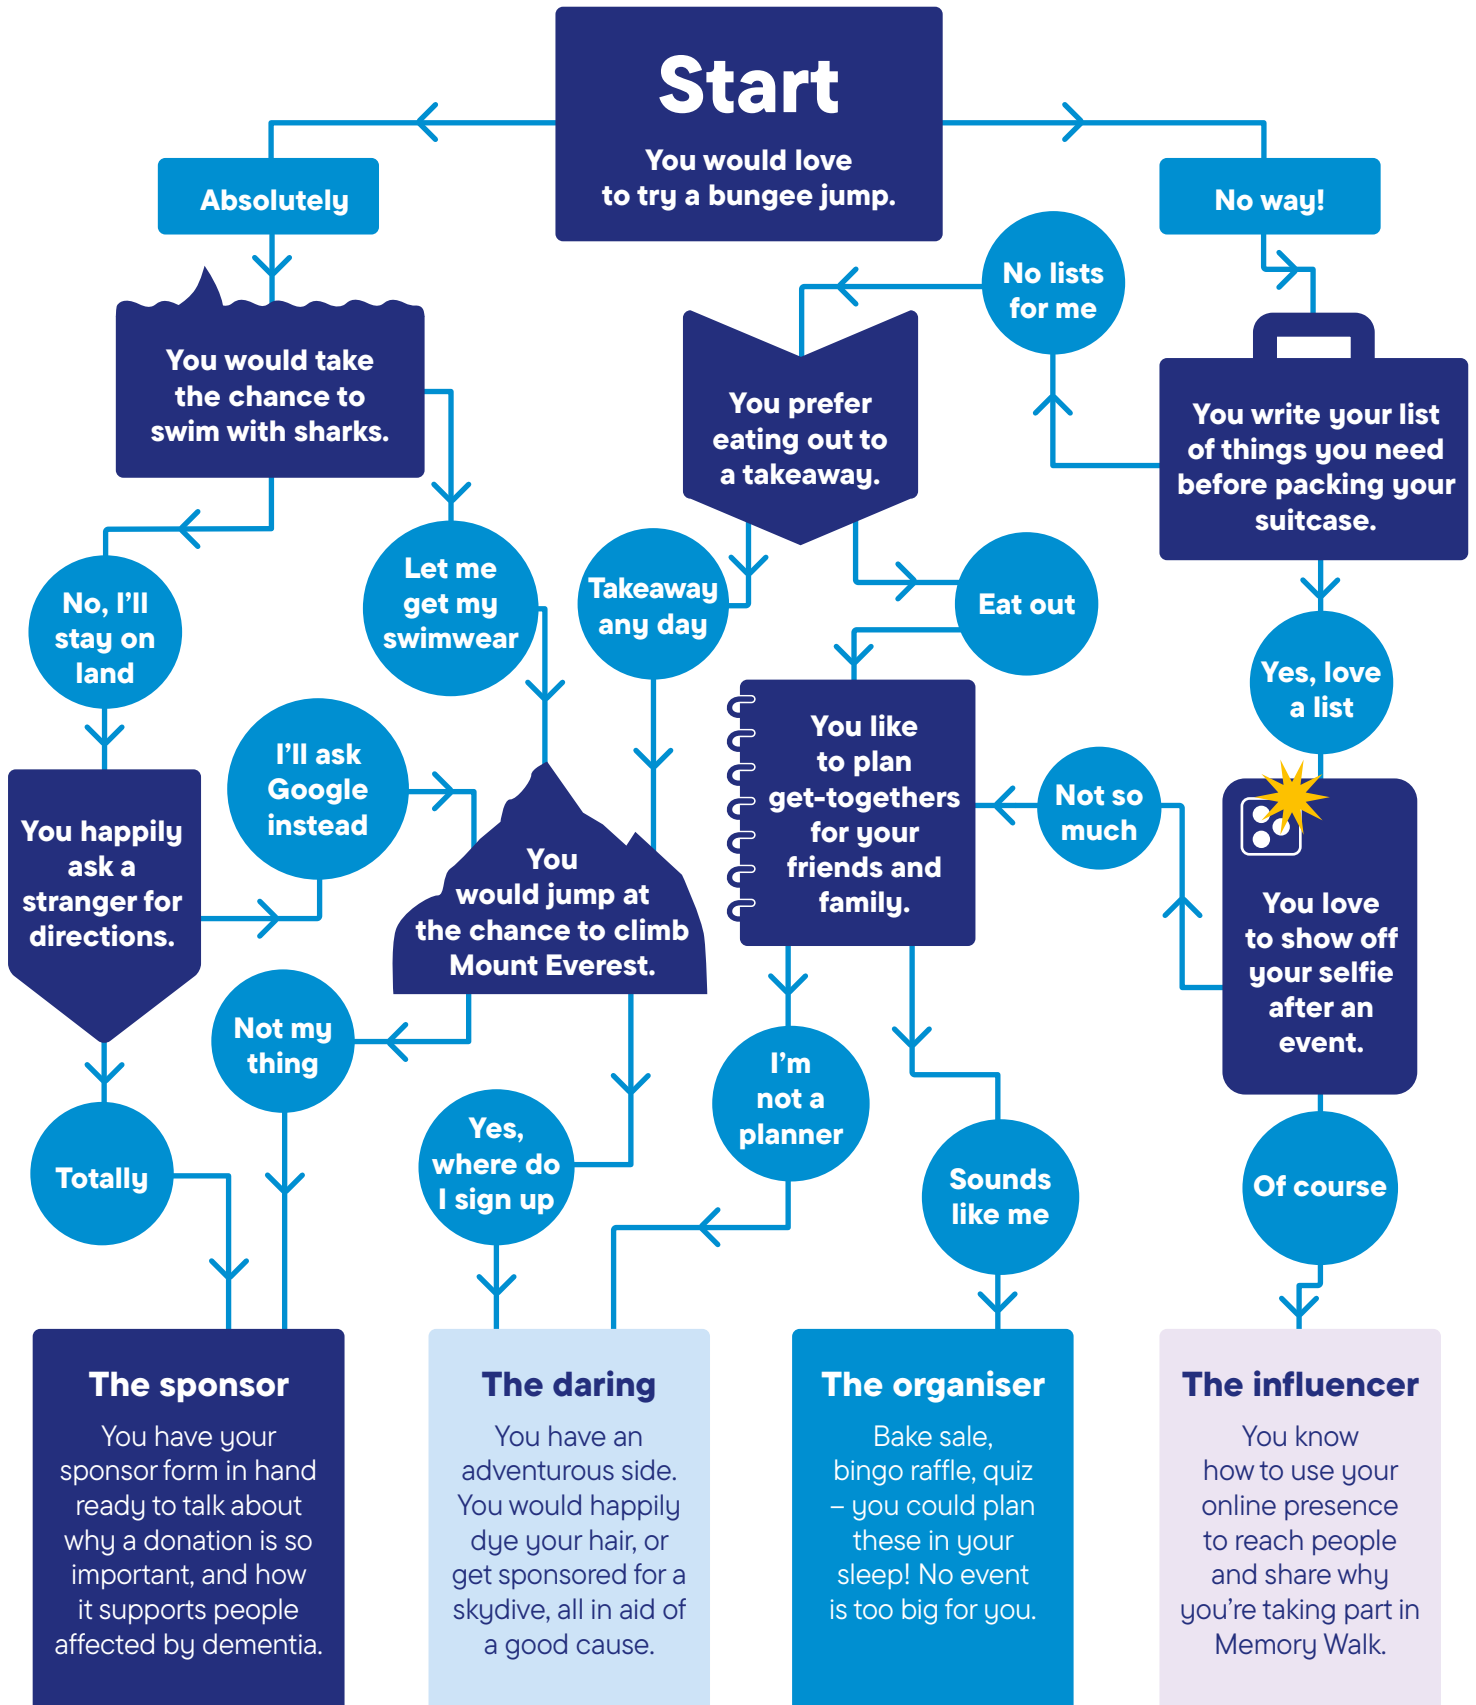 Start
You would love
to try a bungee jump.
Absolutely
No way!
You would take
the chance to
swim with sharks.
No lists
for me
You prefer
eating out to
a takeaway.
You write your list
of things you need
before packing your
suitcase.
No, I'll
stay on
land
Let me
get my
swimwear
Takeaway
any day
Eat out
Yes, love
a list
You happily
ask a
stranger for
directions.
I'll ask
Google
instead
You
would jump at
the chance to climb
Mount Everest.
You like
to plan
get-togethers
for your
friends and
family.
Not so
much
You love
to show off
your selfie
after an
event.
Totally
Not my
thing
Yes,
where do
I sign up
I'm
not a
planner
Sounds
like me
Of course
The sponsor
You have your
sponsor form in hand
ready to talk about
why a donation is so
important, and how
it supports people
affected by dementia.
The daring
You have an
adventurous side.
You would happily
dye your hair, or
get sponsored for a
skydive, all in aid of
a good cause.
The organiser
Bake sale,
bingo raffle, quiz
– you could plan
these in your
sleep! No event
is too big for you.
The influencer
You know
how to use your
online presence
to reach people
and share why
you're taking part in
Memory Walk.